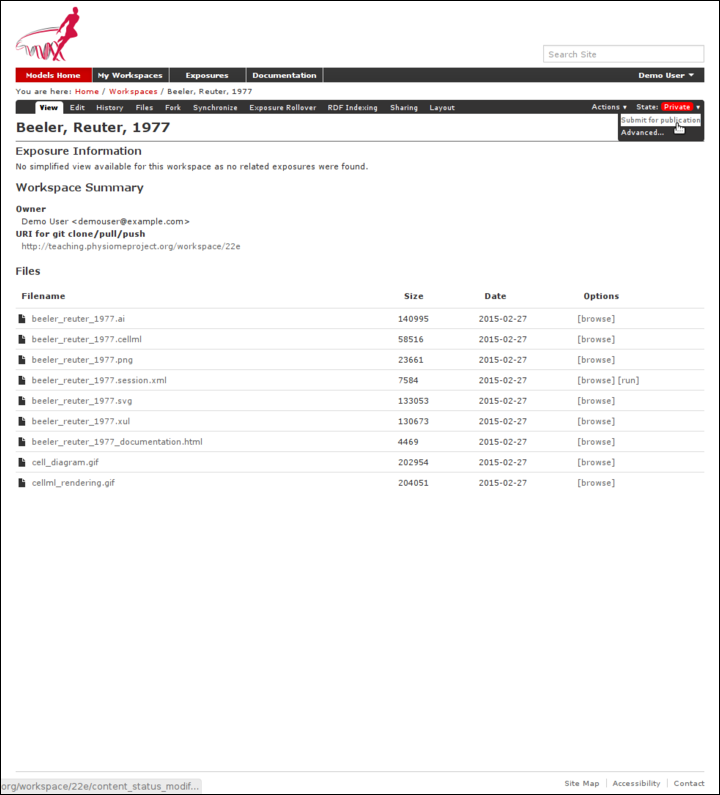 Search Site
Models Home My Workspaces Exposures Documentation Demo User ▼
You are here: Home / Workspaces / Beeler, Reuter, 1977
View Edit History Files Fork Synchronize Exposure Rollover RDF Indexing Sharing Layout Actions ▼ State: Private ▼
Submit for publication
Beeler, Reuter, 1977
Advanced...
Exposure Information
No simplified view available for this workspace as no related exposures were found.
Workspace Summary
Owner
Demo User <demouser@example.com>
URI for git clone/pull/push
http://teaching.physiomeproject.org/workspace/22e
Files
Filename Size Date Options
beeler_reuter_1977.ai 140995 2015-02-27 [browse]
beeler_reuter_1977.cellml 58516 2015-02-27 [browse]
beeler_reuter_1977.png 23661 2015-02-27 [browse]
beeler_reuter_1977.session.xml 7584 2015-02-27 [browse] [run]
beeler_reuter_1977.svg 133053 2015-02-27 [browse]
beeler_reuter_1977.xul 130673 2015-02-27 [browse]
beeler_reuter_1977_documentation.html 4469 2015-02-27 [browse]
cell_diagram.gif 202954 2015-02-27 [browse]
cellml_rendering.gif 204051 2015-02-27 [browse]
Site Map Accessibility Contact
org/workspace/22e/content_status_modif...